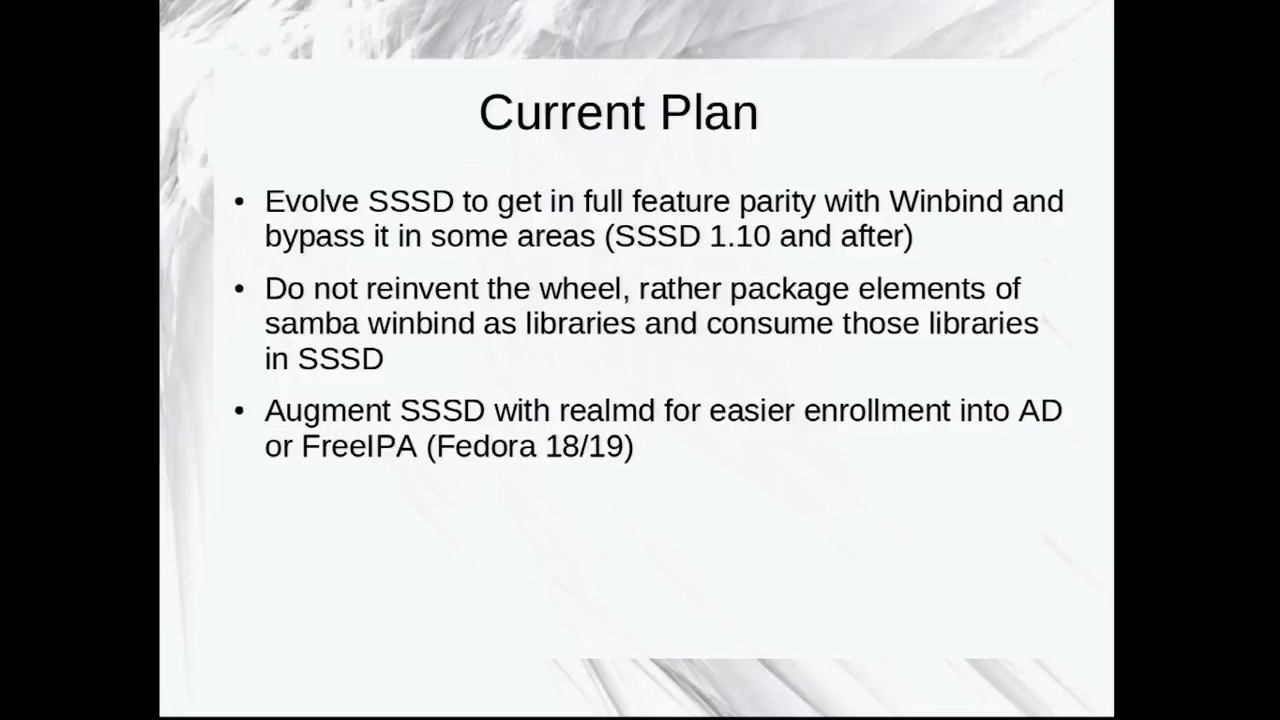 Current Plan
• Evolve SSSD to get in full feature parity with Winbind and
bypass it in some areas (SSSD 1.10 and after)
• Do not reinvent the wheel, rather package elements of
samba winbind as libraries and consume those libraries
in SSSD
• Augment SSSD with realmd for easier enrollment into AD
or FreeIPA (Fedora 18/19)